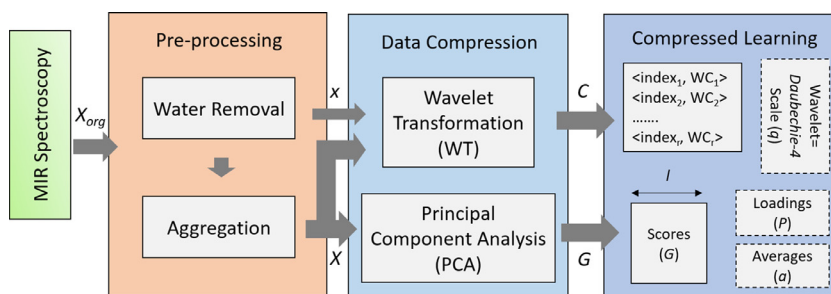 MIR Spectroscopy
X_org
Pre-processing
Water Removal
Aggregation
x
X
Data Compression
Wavelet
Transformation
(WT)
Principal
Component Analysis
(PCA)
C
G
Compressed Learning
<index₁, WC₁>
<index₂, WC₂>
.......
<indexᵣ, WCᵣ>
Wavelet=
Daubechie-4
Scale (q)
l
Scores
(G)
Loadings
(P)
Averages
(a)